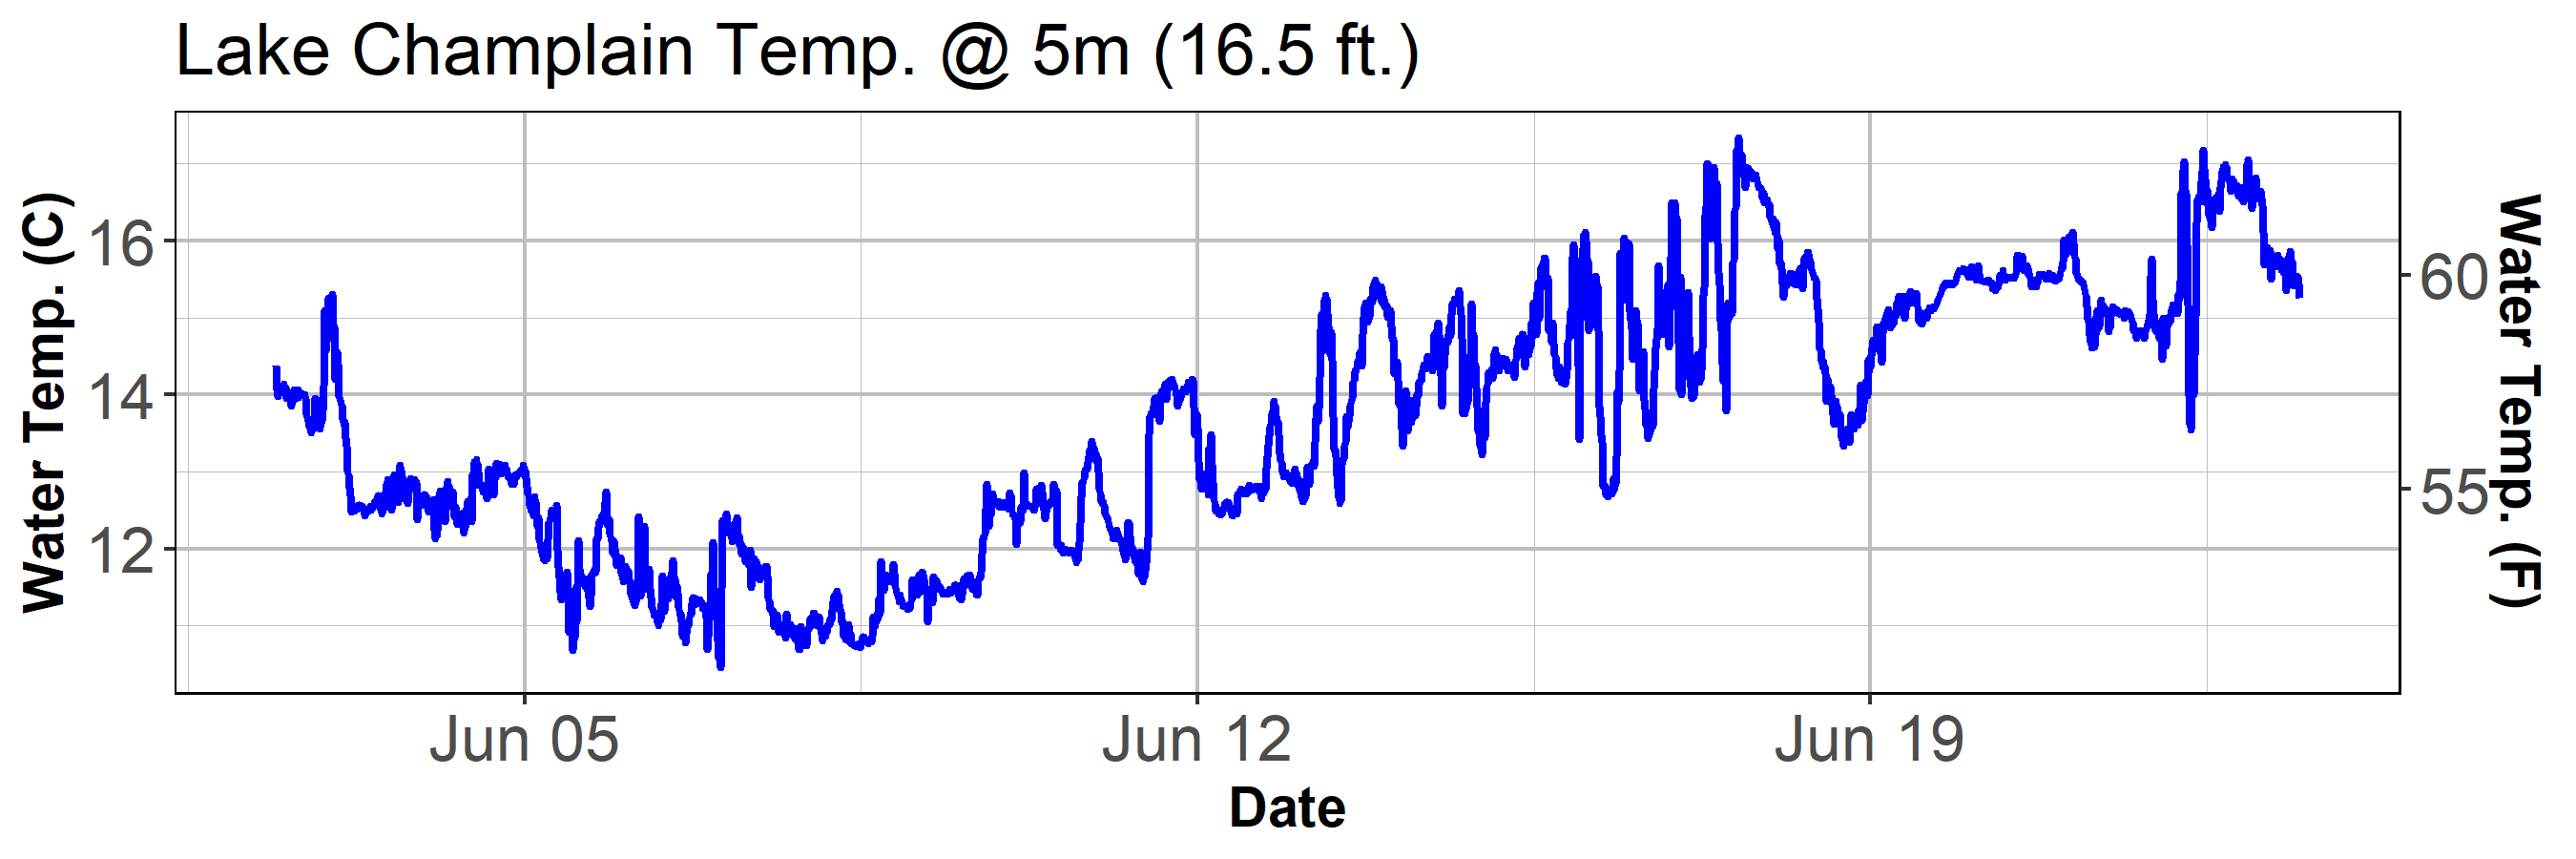 Lake Champlain Temp. @ 5m (16.5 ft.)
Water Temp. (C)
16
14
12
60
55
Water Temp. (F)
Jun 05
Jun 12
Jun 19
Date